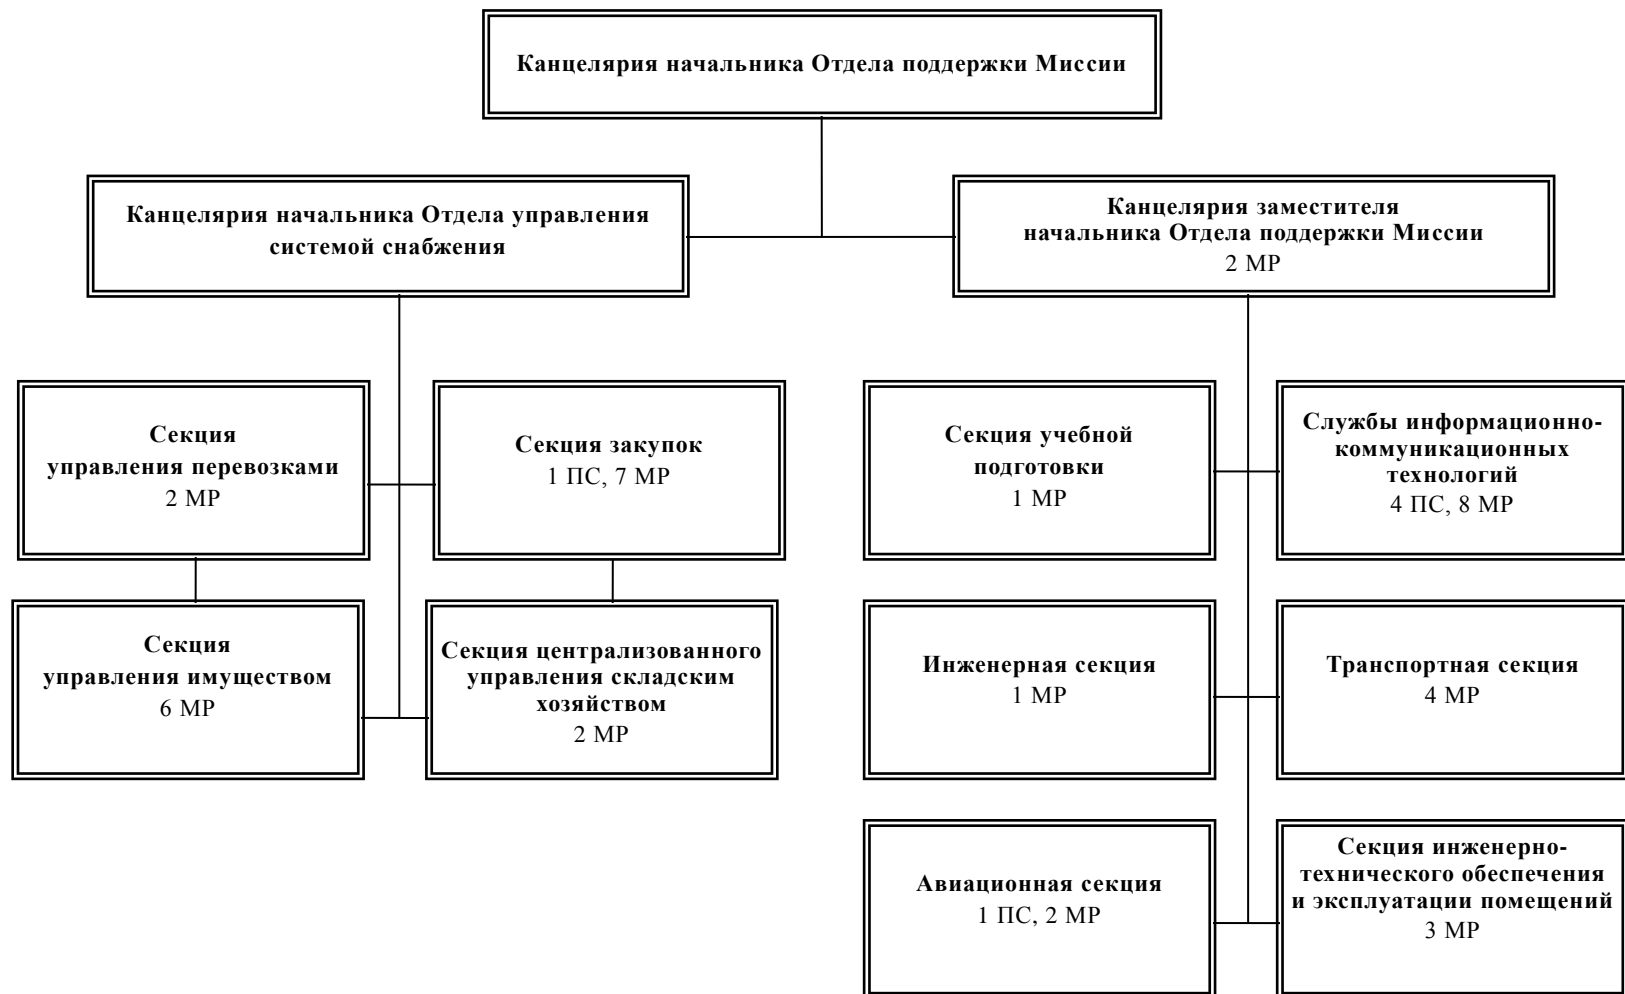 Канцелярия начальника Отдела поддержки Миссии
Канцелярия начальника Отдела управления
системой снабжения
Канцелярия заместителя
начальника Отдела поддержки Миссии
2 МР
Секция
управления перевозками
2 МР
Секция закупок
1 ПС, 7 МР
Секция учебной
подготовки
1 МР
Службы информационно-
коммуникационных
технологий
4 ПС, 8 МР
Секция
управления имуществом
6 МР
Секция централизованного
управления складским
хозяйством
2 МР
Инженерная секция
1 МР
Транспортная секция
4 МР
Авиационная секция
1 ПС, 2 МР
Секция инженерно-
технического обеспечения
и эксплуатации помещений
3 МР